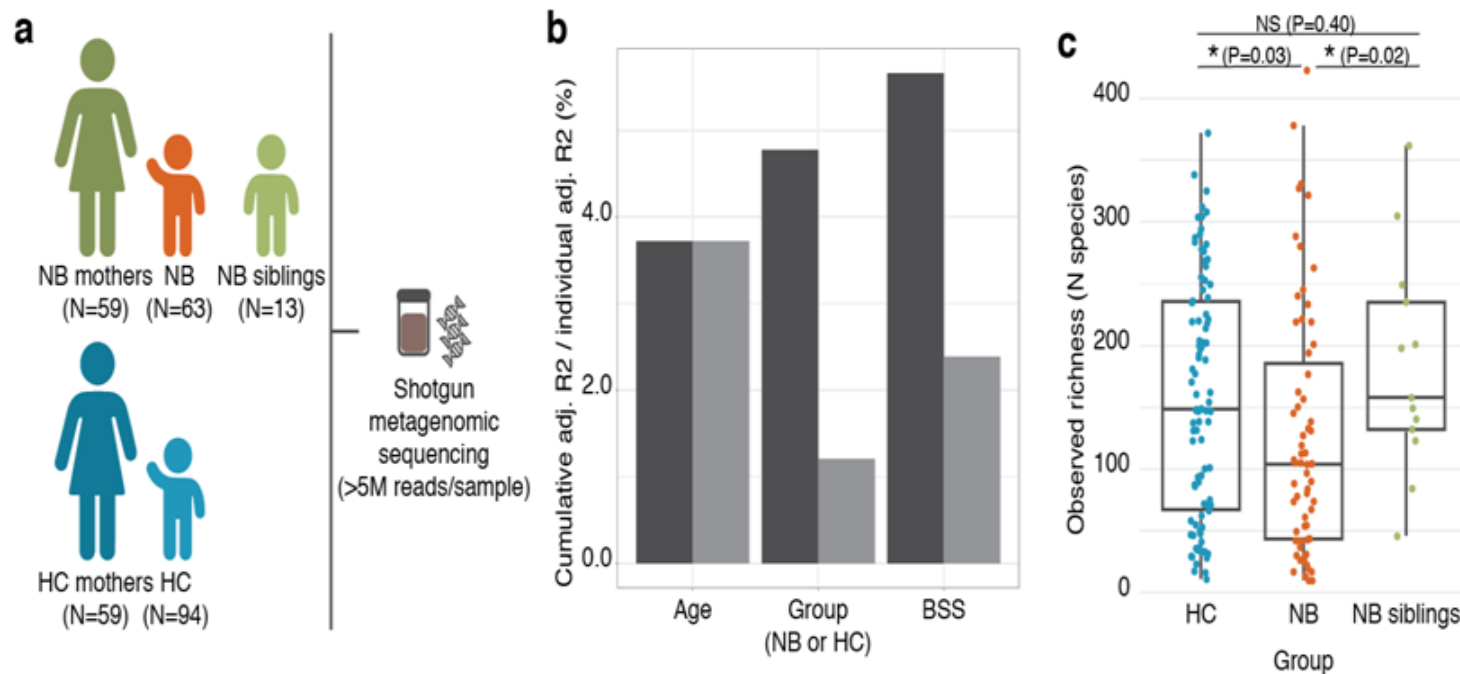 a
NB mothers NB NB siblings
(N=59) (N=63) (N=13)
HC mothers HC
(N=59) (N=94)
Shotgun
metagenomic
sequencing
(>5M reads/sample)
b
Cumulative adj. R2 / individual adj. R2 (%)
4.0
2.0
0.0
Age Group BSS
(NB or HC)
c
NS (P=0.40)
* (P=0.03) * (P=0.02)
Observed richness (N species)
400
300
200
100
0
HC NB NB siblings
Group